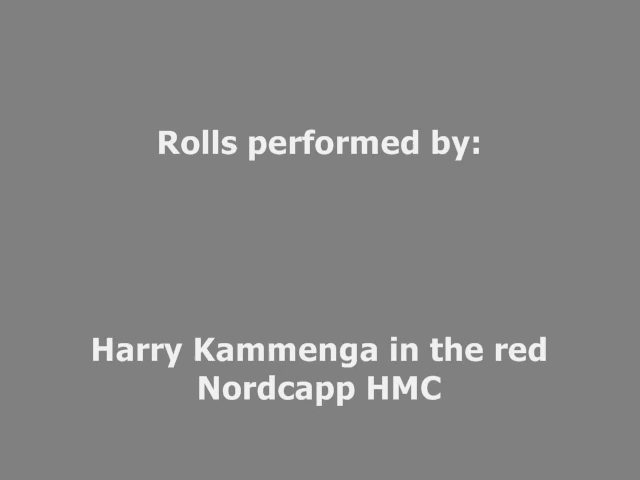 Rolls performed by:
Harry Kammenga in the red
Nordcapp HMC